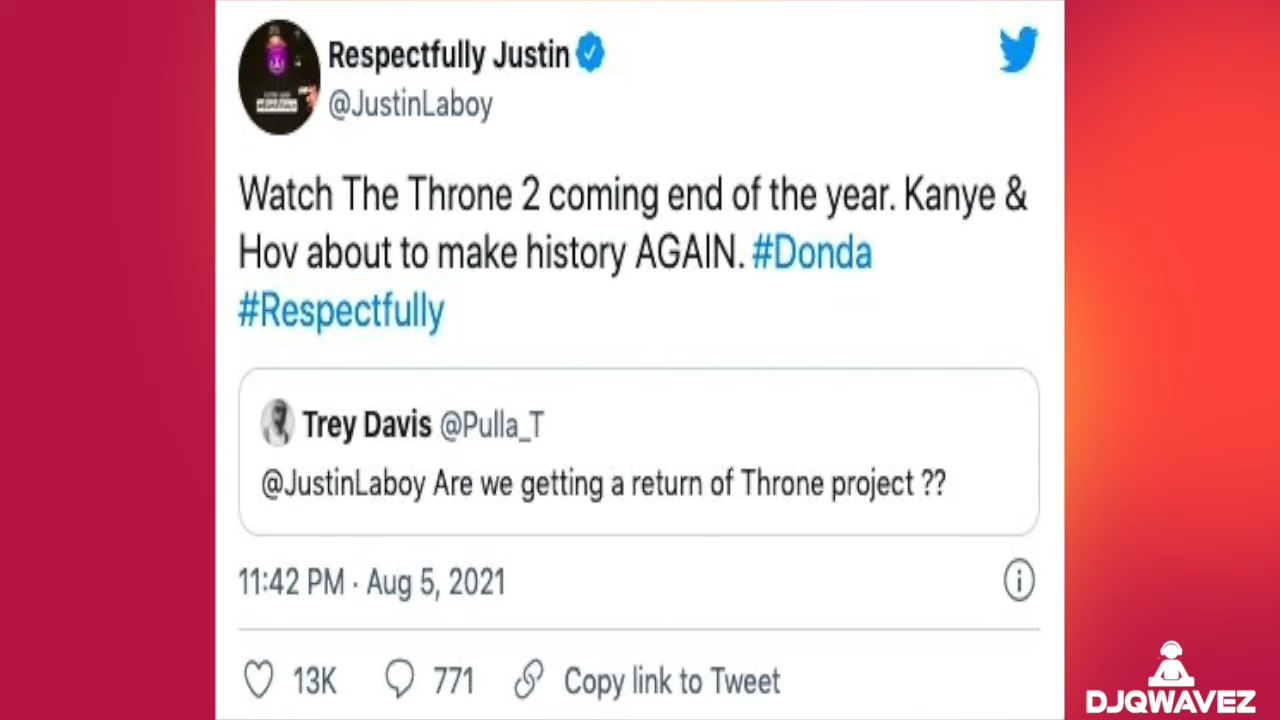 Respectfully Justin
@JustinLaboy
Watch The Throne 2 coming end of the year. Kanye &
Hov about to make history AGAIN. #Donda
#Respectfully
Trey Davis @Pulla_T
@JustinLaboy Are we getting a return of Throne project ??
11:42 PM · Aug 5, 2021
13K 771 Copy link to Tweet
DJQWAVEZ